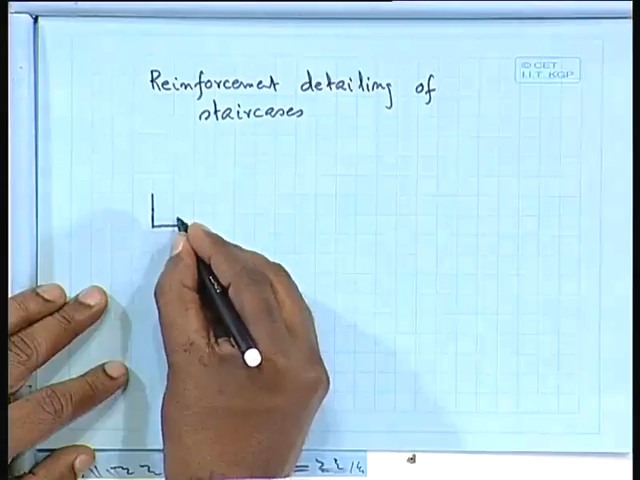 Reinforcement detailing of
staircases
© CET
I.I.T. KGP